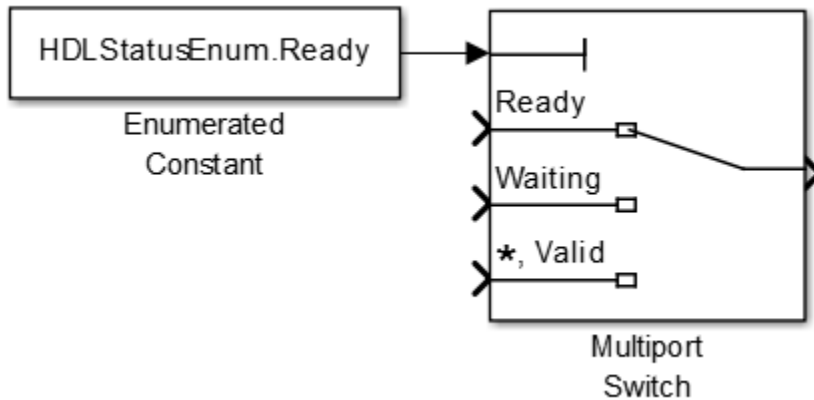 HDLStatusEnum.Ready
Enumerated
Constant
Ready
Waiting
*, Valid
Multiport
Switch